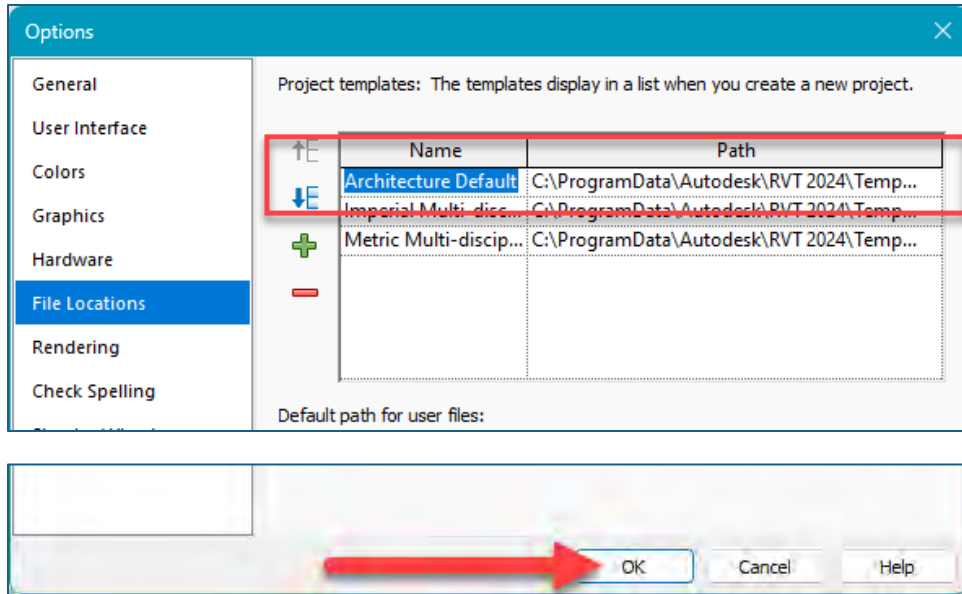 Options
General
User Interface
Colors
Graphics
Hardware
File Locations
Rendering
Check Spelling
Project templates: The templates display in a list when you create a new project.
Name Path
Architecture Default C:\ProgramData\Autodesk\RVT 2024\Temp...
Imperial Multi-disc... C:\ProgramData\Autodesk\RVT 2024\Temp...
Metric Multi-discip... C:\ProgramData\Autodesk\RVT 2024\Temp...
Default path for user files:
OK Cancel Help